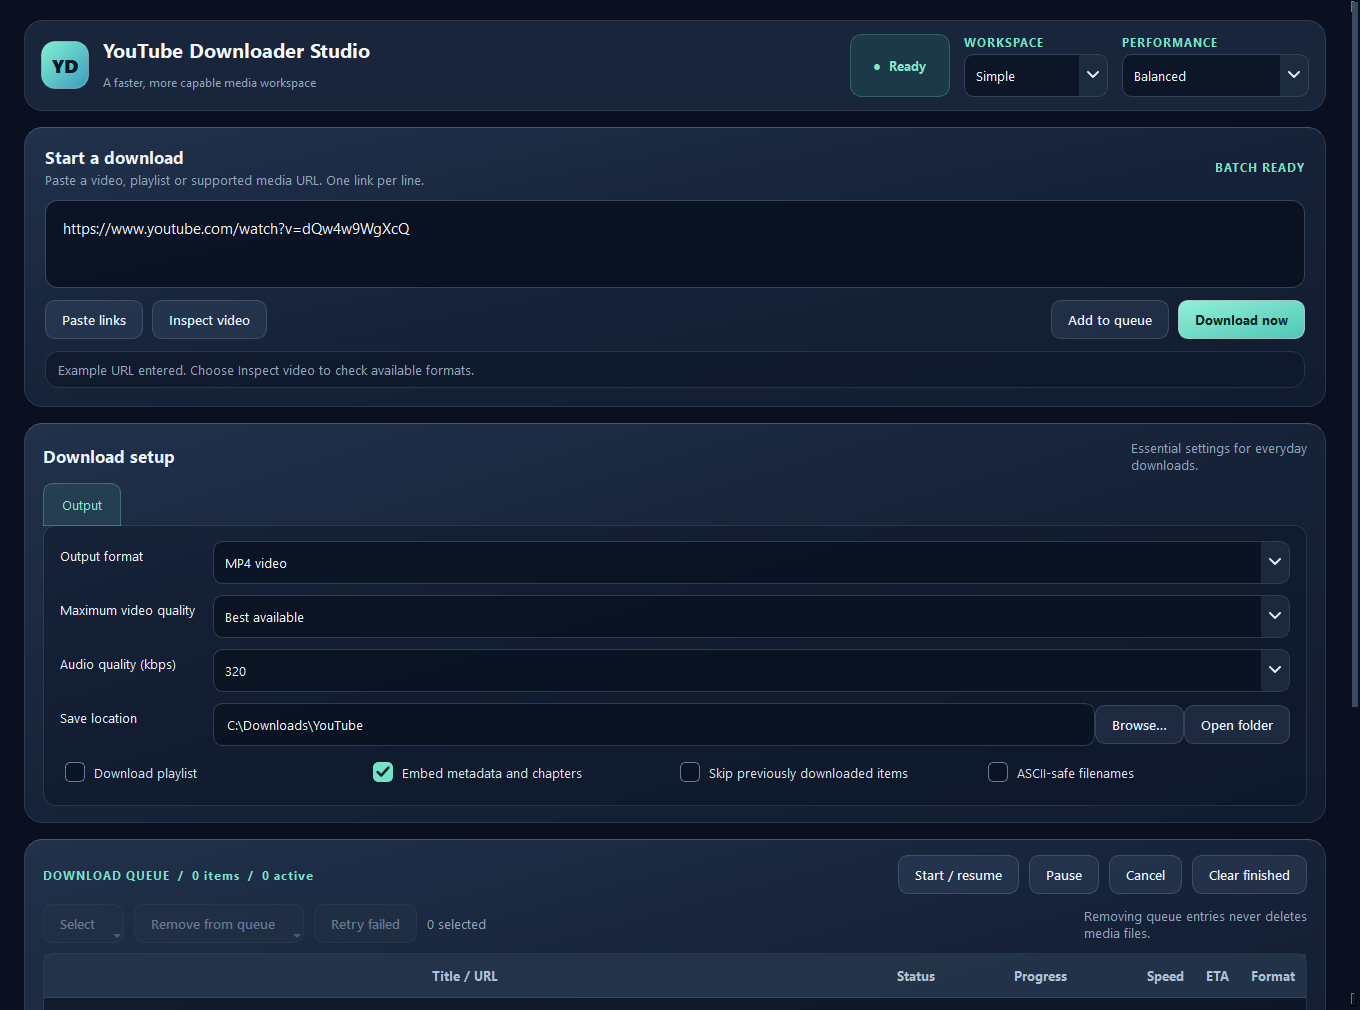 YD
YouTube Downloader Studio
A faster, more capable media workspace
● Ready
WORKSPACE
Simple
PERFORMANCE
Balanced
Start a download
Paste a video, playlist or supported media URL. One link per line.
BATCH READY
https://www.youtube.com/watch?v=dQw4w9WgXcQ
Paste links
Inspect video
Add to queue
Download now
Example URL entered. Choose Inspect video to check available formats.
Download setup
Essential settings for everyday
downloads.
Output
Output format
MP4 video
Maximum video quality
Best available
Audio quality (kbps)
320
Save location
C:\Downloads\YouTube
Browse...
Open folder
Download playlist
Embed metadata and chapters
Skip previously downloaded items
ASCII-safe filenames
DOWNLOAD QUEUE / 0 items / 0 active
Start / resume
Pause
Cancel
Clear finished
Select
Remove from queue
Retry failed
0 selected
Removing queue entries never deletes
media files.
Title / URL
Status
Progress
Speed
ETA
Format